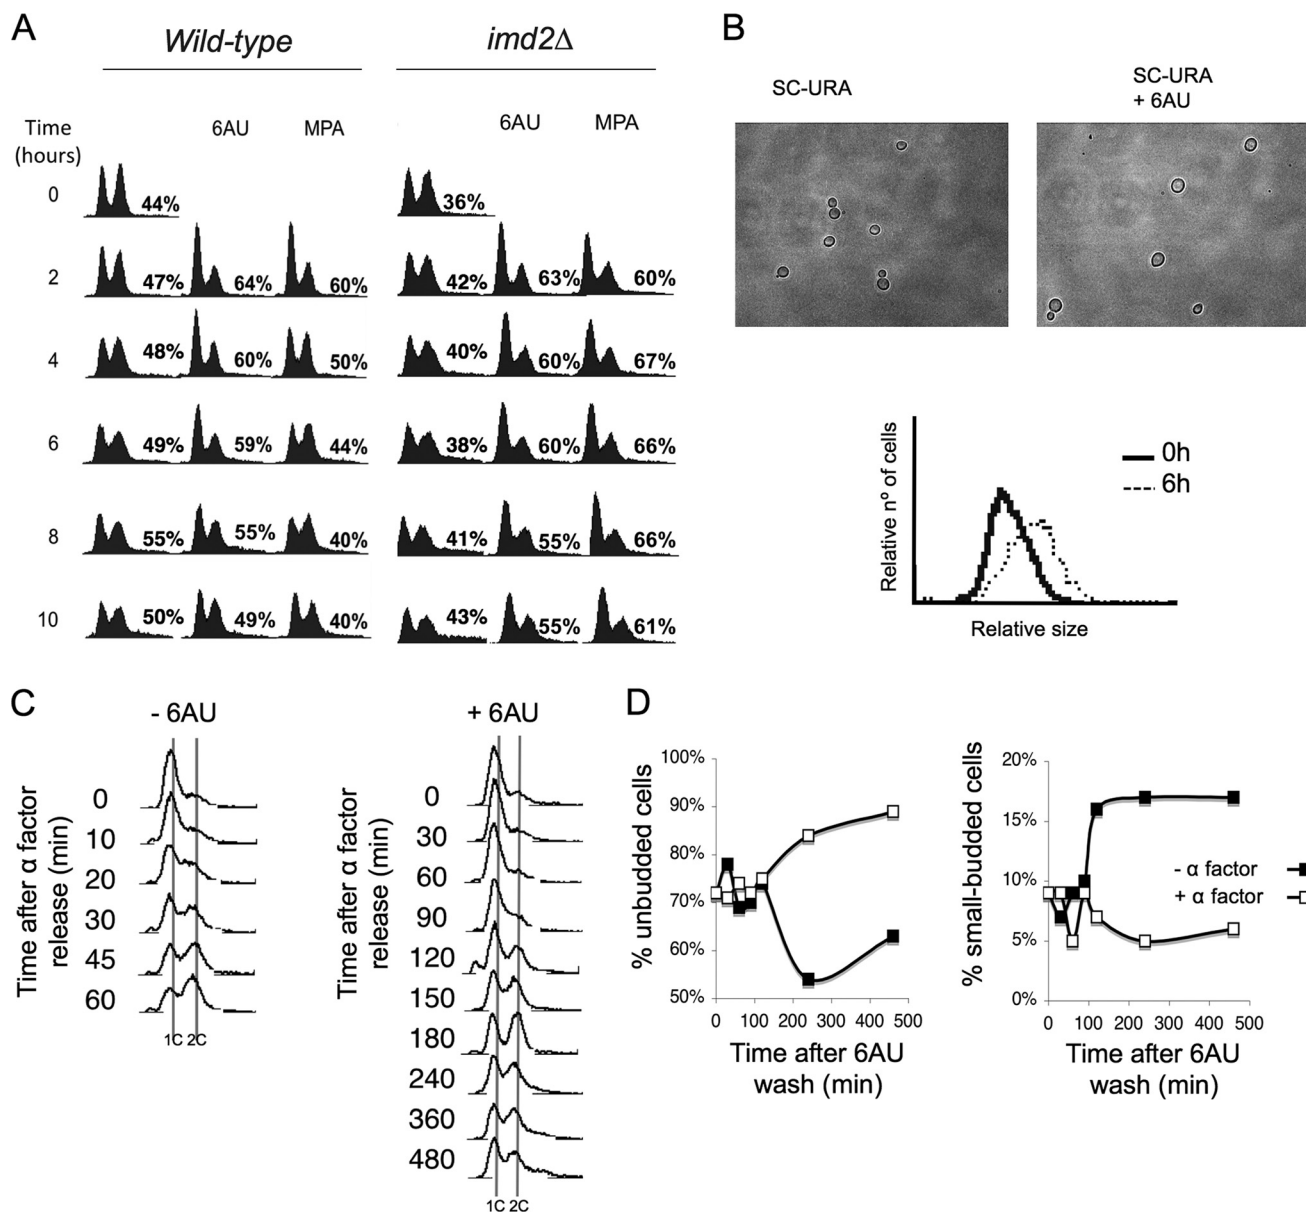 A
Wild-type
imd2Δ
Time
(hours)
6AU
MPA
6AU
MPA
0
44%
36%
2
47%
64%
60%
42%
63%
60%
4
48%
60%
50%
40%
60%
67%
6
49%
59%
44%
38%
60%
66%
8
55%
55%
40%
41%
55%
66%
10
50%
49%
40%
43%
55%
61%
B
SC-URA
SC-URA
+ 6AU
Relative nº of cells
0h
6h
Relative size
C
- 6AU
Time after α factor
release (min)
0
10
20
30
45
60
1C 2C
+ 6AU
Time after α factor
release (min)
0
30
60
90
120
150
180
240
360
480
1C 2C
D
% unbudded cells
100%
90%
80%
70%
60%
50%
0 100 200 300 400 500
Time after 6AU
wash (min)
% small-budded cells
20%
15%
10%
5%
0%
0 100 200 300 400 500
Time after 6AU
wash (min)
- α factor
+ α factor